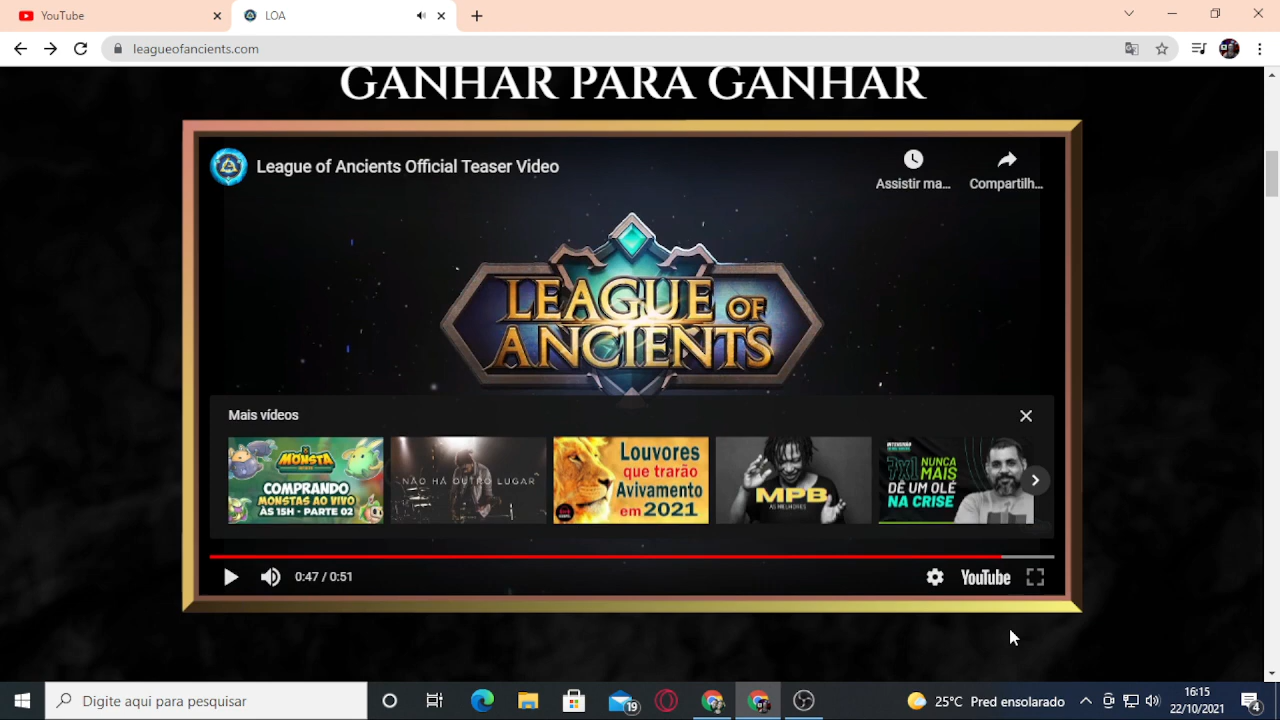 YouTube
LOA
leagueofancients.com
GANHAR PARA GANHAR
League of Ancients Official Teaser Video
Assistir ma...
Compartilh...
LEAGUE OF
ANCIENTS
Mais vídeos
MONSTA
COMPRANDO
MONSTAS AO VIVO
ÀS 15H - PARTE 02
NÃO HÁ OUTRO LUGAR
Louvores
que trarão
Avivamento
em 2021
MPB
AS MELHORES
7x1 NUNCA
MAIS
DÊ UM OLÉ
NA CRISE
0:47 / 0:51
YouTube
Digite aqui para pesquisar
19
25°C Pred ensolarado
16:15
22/10/2021
4